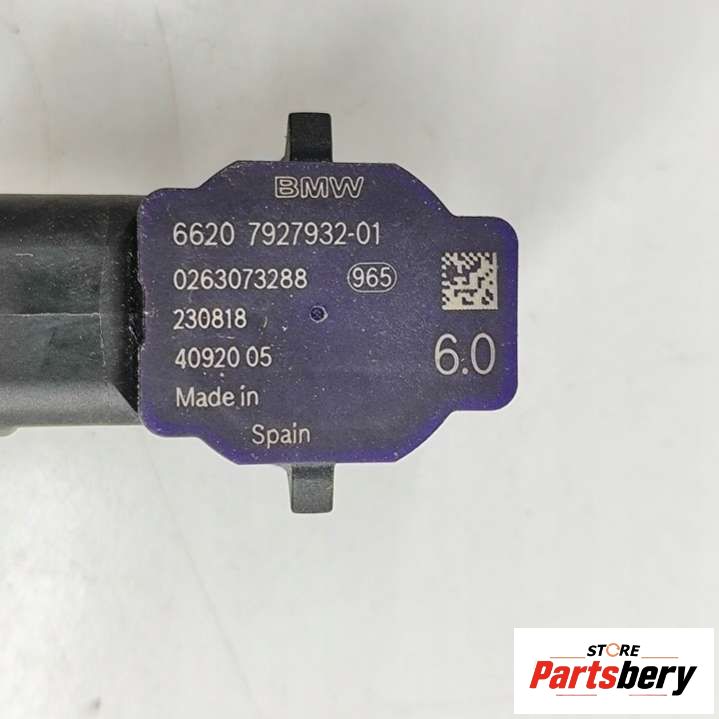 BMW
6620 7927932-01
0263073288 965
230818
40920 05 6.0
Made in
Spain
STORE
Partsbery